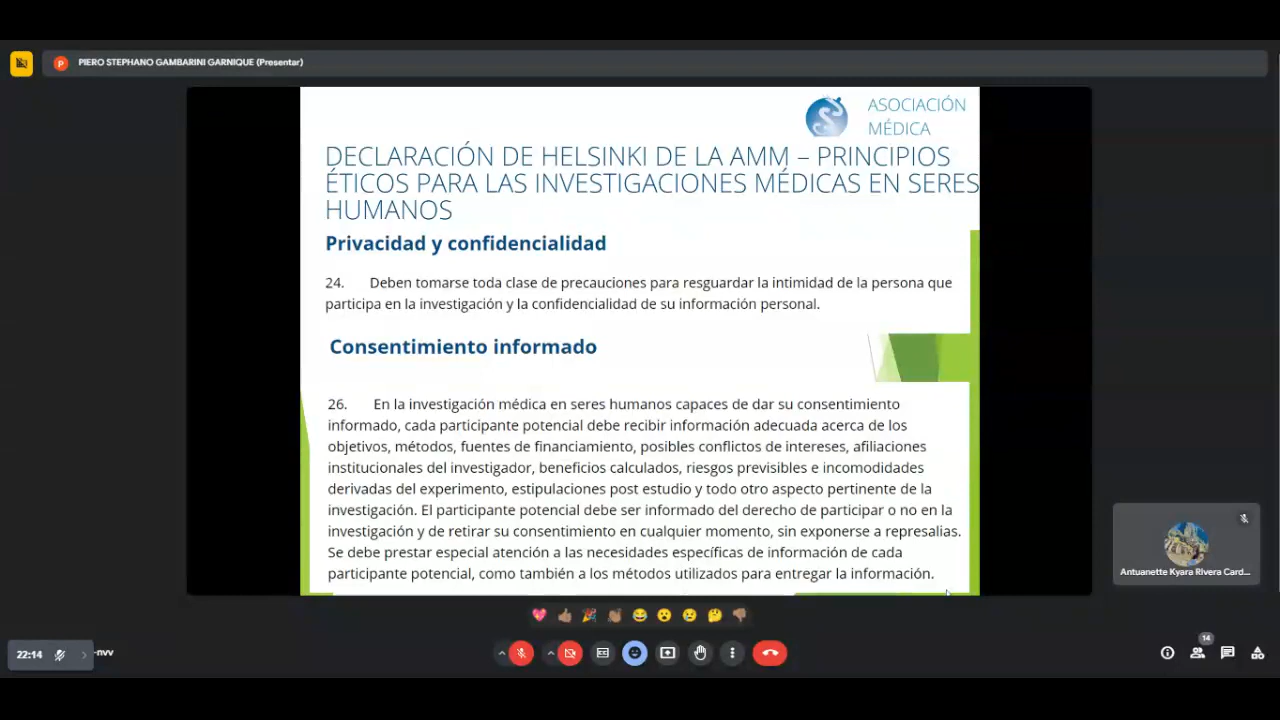 PIERO STEPHANO GAMBARINI GARNIQUE (Presentar)
ASOCIACIÓN
MÉDICA
DECLARACIÓN DE HELSINKI DE LA AMM – PRINCIPIOS
ÉTICOS PARA LAS INVESTIGACIONES MÉDICAS EN SERES
HUMANOS
Privacidad y confidencialidad
24. Deben tomarse toda clase de precauciones para resguardar la intimidad de la persona que
participa en la investigación y la confidencialidad de su información personal.
Consentimiento informado
26. En la investigación médica en seres humanos capaces de dar su consentimiento
informado, cada participante potencial debe recibir información adecuada acerca de los
objetivos, métodos, fuentes de financiamiento, posibles conflictos de intereses, afiliaciones
institucionales del investigador, beneficios calculados, riesgos previsibles e incomodidades
derivadas del experimento, estipulaciones post estudio y todo otro aspecto pertinente de la
investigación. El participante potencial debe ser informado del derecho de participar o no en la
investigación y de retirar su consentimiento en cualquier momento, sin exponerse a represalias.
Se debe prestar especial atención a las necesidades específicas de información de cada
participante potencial, como también a los métodos utilizados para entregar la información.
Antuanette Kyara Rivera Card...
22:14
-nvv
14